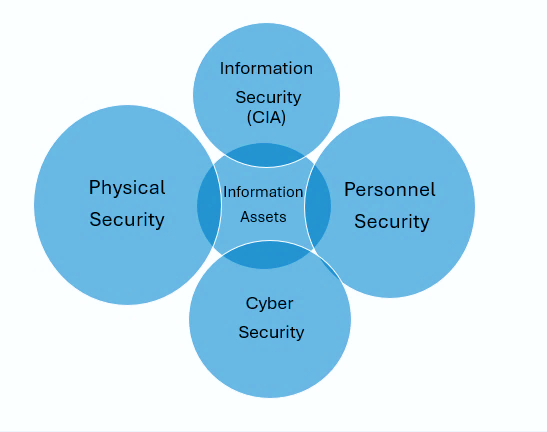 Information
Security
(CIA)
Physical
Security
Information
Assets
Personnel
Security
Cyber
Security